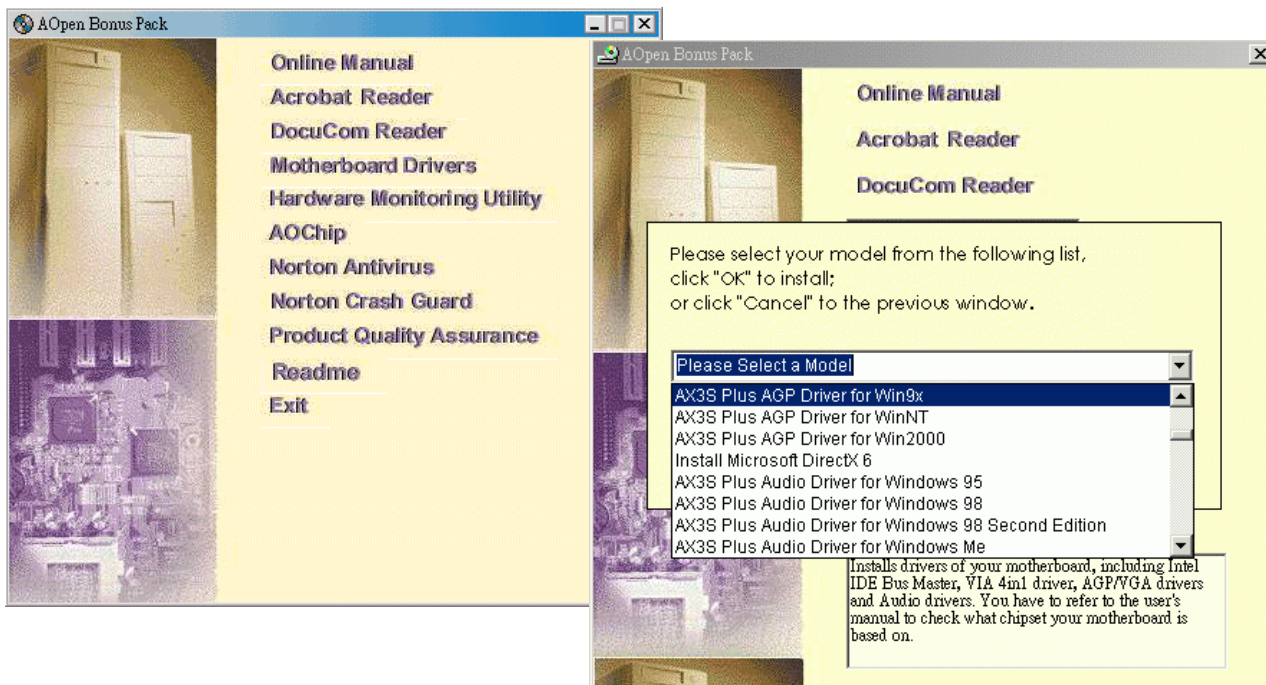 AOpen Bonus Pack
Online Manual
Acrobat Reader
DocuCom Reader
Motherboard Drivers
Hardware Monitoring Utility
AOChip
Norton Antivirus
Norton Crash Guard
Product Quality Assurance
Readme
Exit
AOpen Bonus Pack
Online Manual
Acrobat Reader
DocuCom Reader
Please select your model from the following list,
click "OK" to install;
or click "Cancel" to the previous window.
Please Select a Model
AX3S Plus AGP Driver for Win9x
AX3S Plus AGP Driver for WinNT
AX3S Plus AGP Driver for Win2000
Install Microsoft DirectX 6
AX3S Plus Audio Driver for Windows 95
AX3S Plus Audio Driver for Windows 98
AX3S Plus Audio Driver for Windows 98 Second Edition
AX3S Plus Audio Driver for Windows Me
Installs drivers of your motherboard, including Intel
IDE Bus Master, VIA 4in1 driver, AGP/VGA drivers
and Audio drivers. You have to refer to the user's
manual to check what chipset your motherboard is
based on.